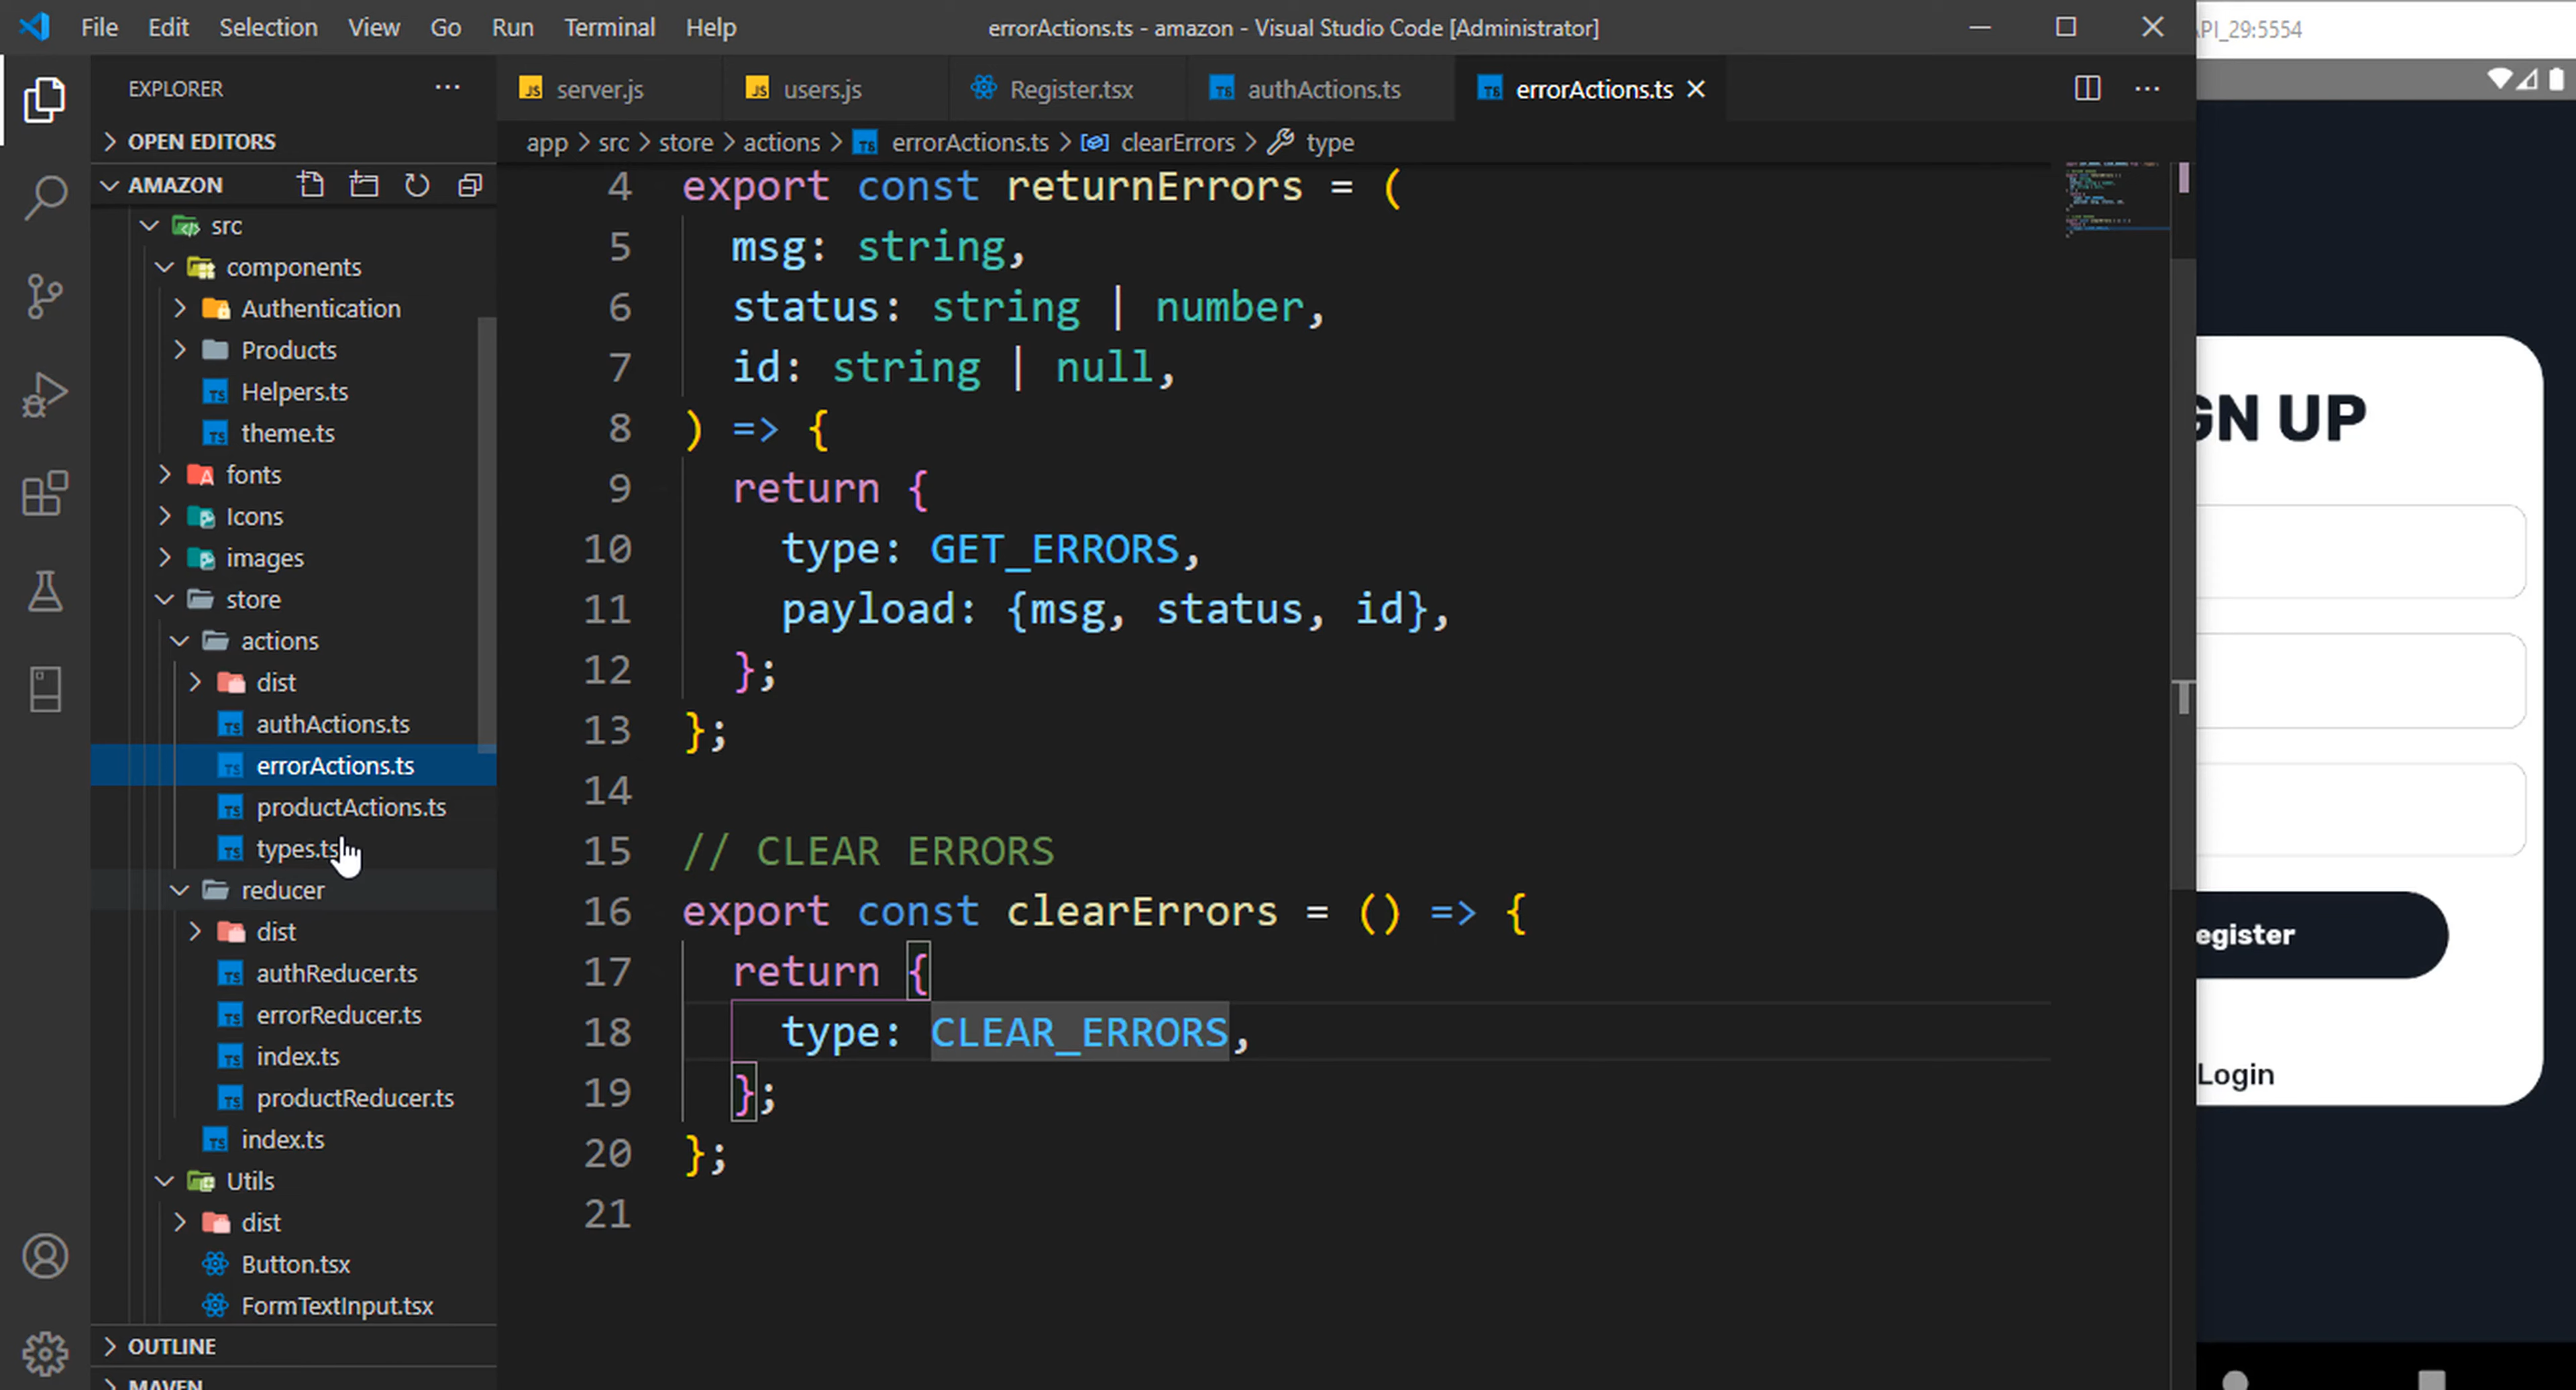 File Edit Selection View Go Run Terminal Help
errorActions.ts - amazon - Visual Studio Code [Administrator]
API_29:5554
EXPLORER
OPEN EDITORS
AMAZON
src
components
Authentication
Products
Helpers.ts
theme.ts
fonts
Icons
images
store
actions
dist
authActions.ts
errorActions.ts
productActions.ts
types.ts
reducer
dist
authReducer.ts
errorReducer.ts
index.ts
productReducer.ts
index.ts
Utils
dist
Button.tsx
FormTextInput.tsx
OUTLINE
MAVEN
server.js users.js Register.tsx authActions.ts errorActions.ts
app > src > store > actions > errorActions.ts > clearErrors > type
4 export const returnErrors = (
5 msg: string,
6 status: string | number,
7 id: string | null,
8 ) => {
9 return {
10 type: GET_ERRORS,
11 payload: {msg, status, id},
12 };
13 };
14
15 // CLEAR ERRORS
16 export const clearErrors = () => {
17 return {
18 type: CLEAR_ERRORS,
19 };
20 };
21
GN UP
egister
Login